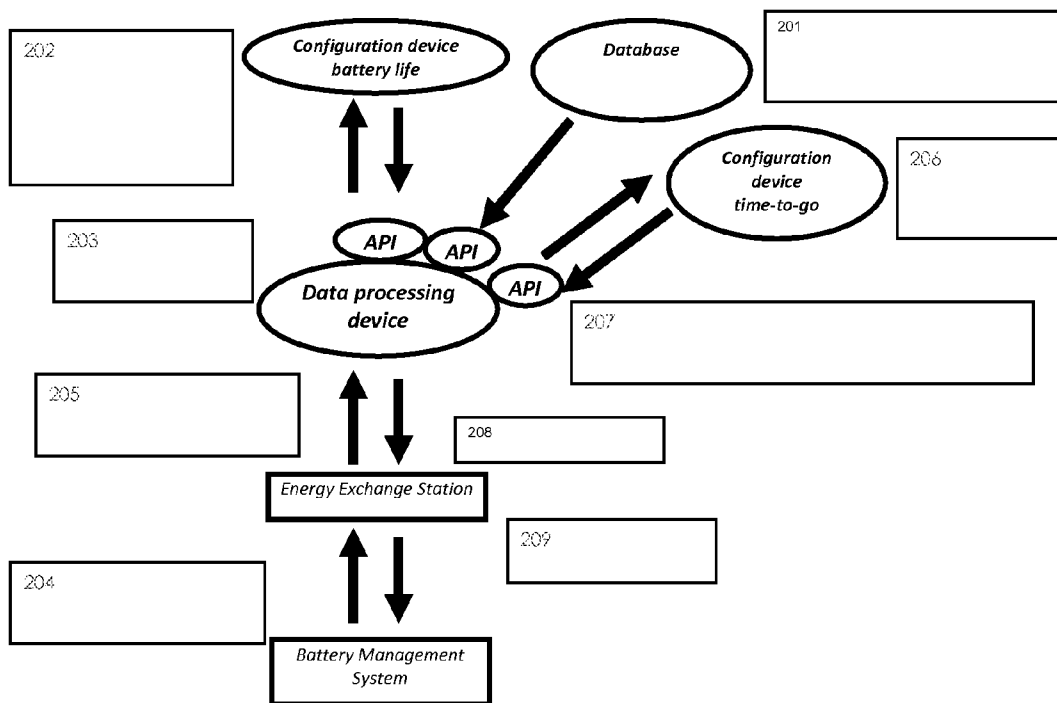 202
Configuration device
battery life
Database
201
Configuration
device
time-to-go
206
203
API
API
API
Data processing
device
207
205
208
Energy Exchange Station
209
204
Battery Management
System